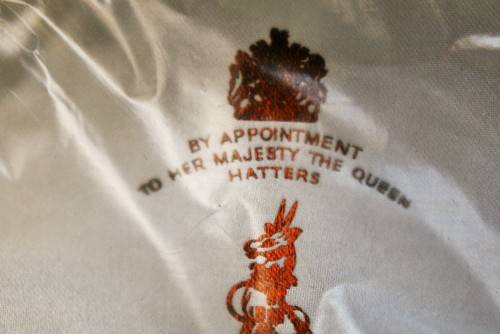 BY APPOINTMENT
TO HER MAJESTY THE QUEEN
HATTERS